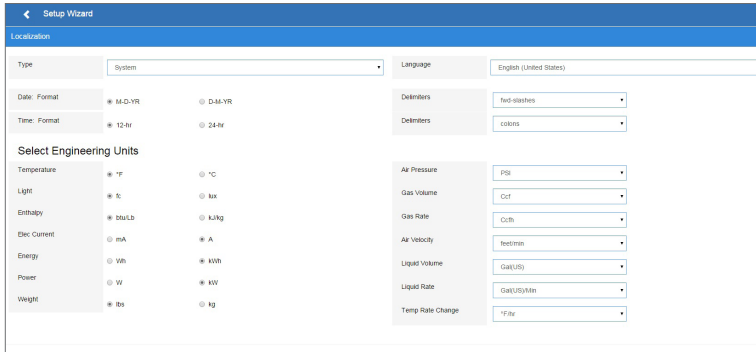 Setup Wizard
Localization
Type System Language English (United States)
Date: Format M-D-YR D-M-YR Delimiters fwd-slashes
Time: Format 12-hr 24-hr Delimiters colons
Select Engineering Units
Temperature °F °C Air Pressure PSI
Light fc lux Gas Volume Ccf
Enthalpy btu/Lb kJ/kg Gas Rate Ccfh
Elec Current mA A Air Velocity feet/min
Energy Wh kWh Liquid Volume Gal(US)
Power W kW Liquid Rate Gal(US)/Min
Weight lbs kg Temp Rate Change °F/hr